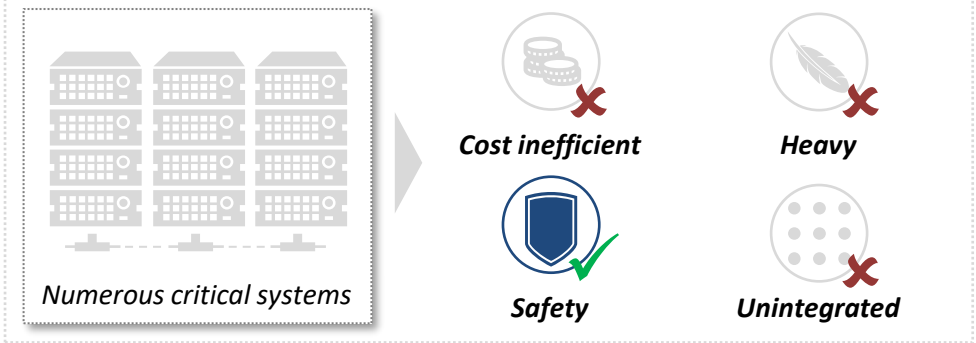 Cost inefficient
Heavy
Numerous critical systems
Safety
Unintegrated